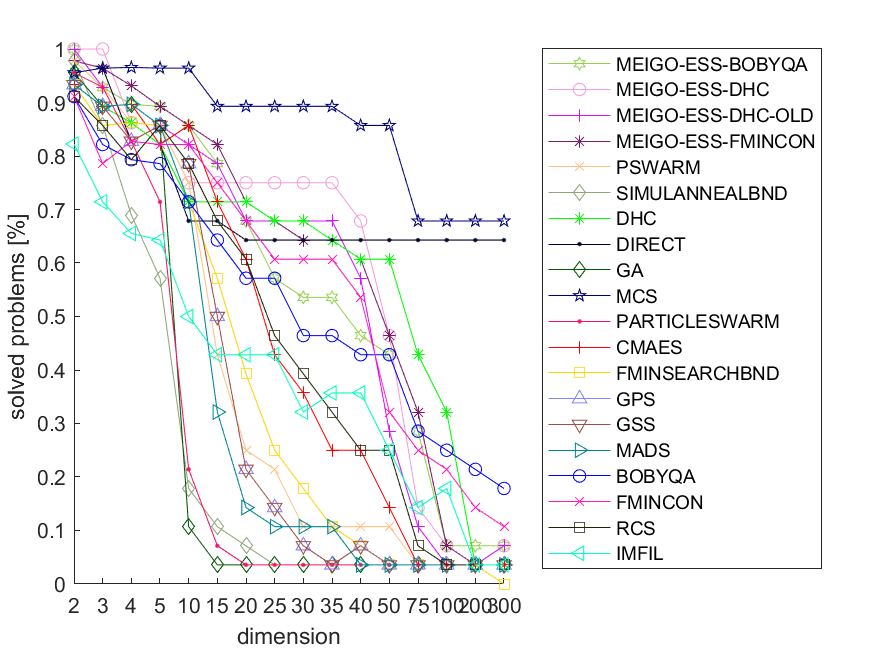 1
0.9
0.8
0.7
0.6
0.5
0.4
0.3
0.2
0.1
0
solved problems [%]
2 3 4 5 10 15 20 25 30 35 40 50 75 100 200 300
dimension
MEIGO-ESS-BOBYQA
MEIGO-ESS-DHC
MEIGO-ESS-DHC-OLD
MEIGO-ESS-FMINCON
PSWARM
SIMULANNEALBND
DHC
DIRECT
GA
MCS
PARTICLESWARM
CMAES
FMINSEARCHBND
GPS
GSS
MADS
BOBYQA
FMINCON
RCS
IMFIL